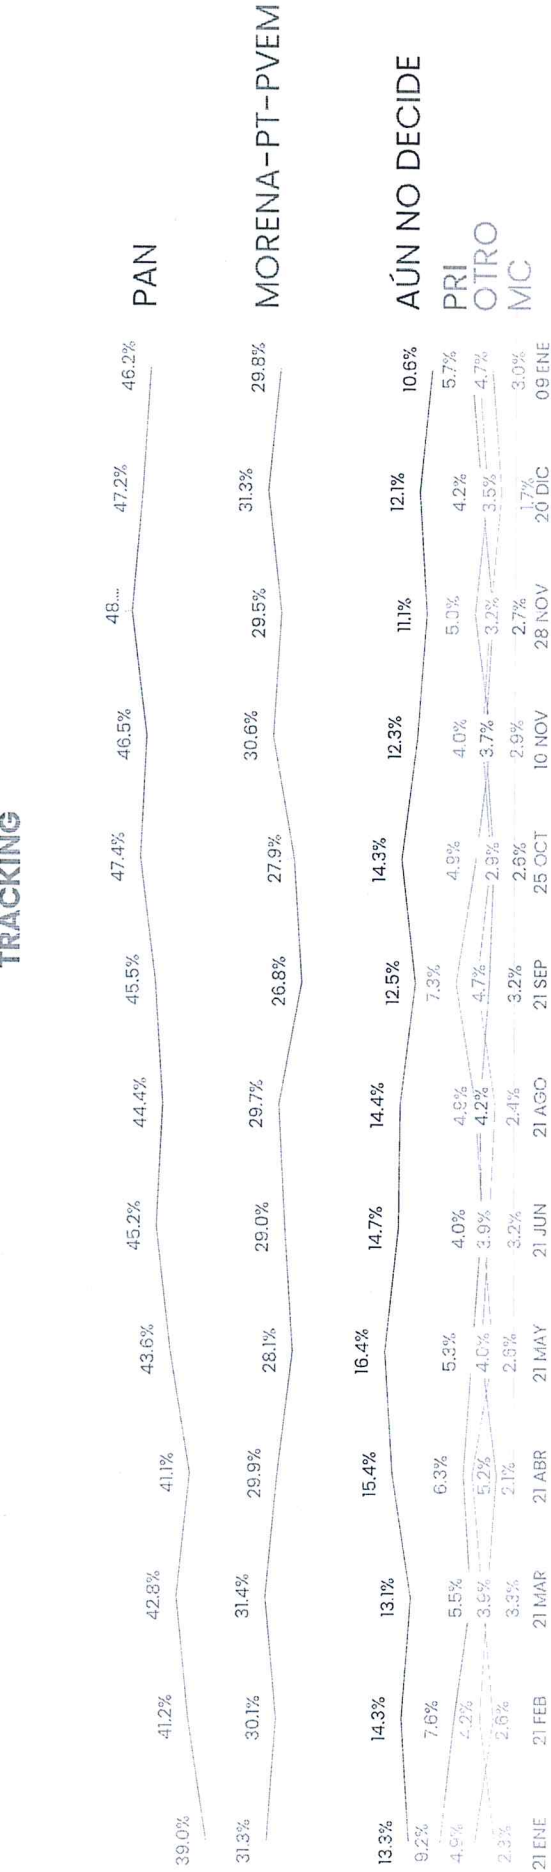 TRACKING
39.0% 41.2% 42.8% 41.1% 43.6% 45.2% 44.4% 45.5% 47.4% 46.5% 48.... 47.2% 46.2% PAN
31.3% 30.1% 31.4% 29.9% 28.1% 29.0% 29.7% 26.8% 27.9% 30.6% 29.5% 31.3% 29.8% MORENA-PT-PVEM
13.3% 14.3% 13.1% 15.4% 16.4% 14.7% 14.4% 12.5% 14.3% 12.3% 11.1% 12.1% 10.6% AÚN NO DECIDE
9.2% 7.6% 5.5% 6.3% 5.3% 4.0% 4.8% 7.3% 4.9% 4.0% 5.0% 4.2% 5.7% PRI
4.9% 4.2% 3.9% 5.2% 4.0% 3.9% 4.2% 4.7% 2.9% 3.7% 3.2% 3.5% 4.7% OTRO
2.3% 2.6% 3.3% 2.1% 2.6% 3.2% 2.4% 3.2% 2.6% 2.9% 2.7% 1.7% 3.0% MC
21 ENE 21 FEB 21 MAR 21 ABR 21 MAY 21 JUN 21 AGO 21 SEP 25 OCT 10 NOV 28 NOV 20 DIC 09 ENE